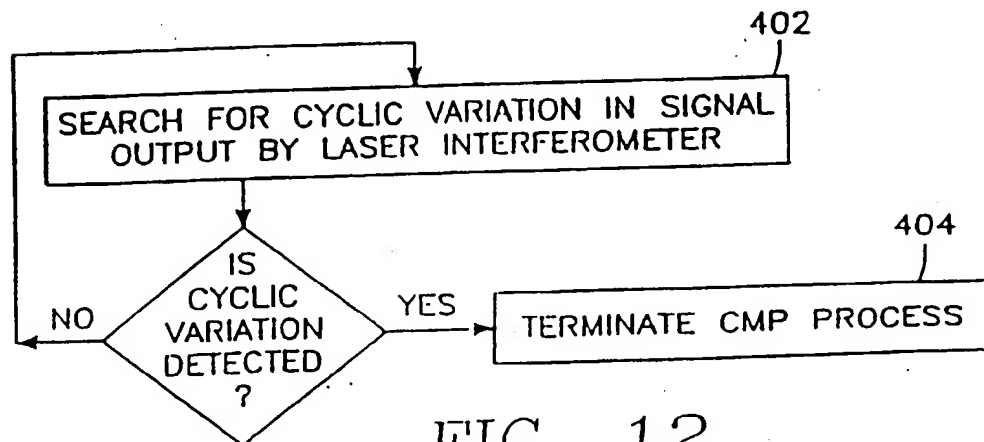 402
SEARCH FOR CYCLIC VARIATION IN SIGNAL
OUTPUT BY LASER INTERFEROMETER
IS
CYCLIC
VARIATION
DETECTED
?
NO
YES
404
TERMINATE CMP PROCESS
FIG. 12